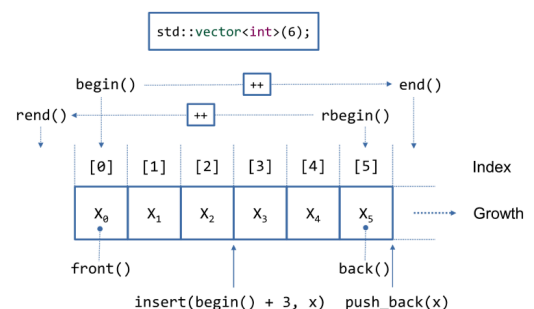 std::vector<int>(6);
begin() ++ end()
rend() ++ rbegin()
[0] [1] [2] [3] [4] [5] Index
X₀ X₁ X₂ X₃ X₄ X₅ Growth
front() back()
insert(begin() + 3, x) push_back(x)